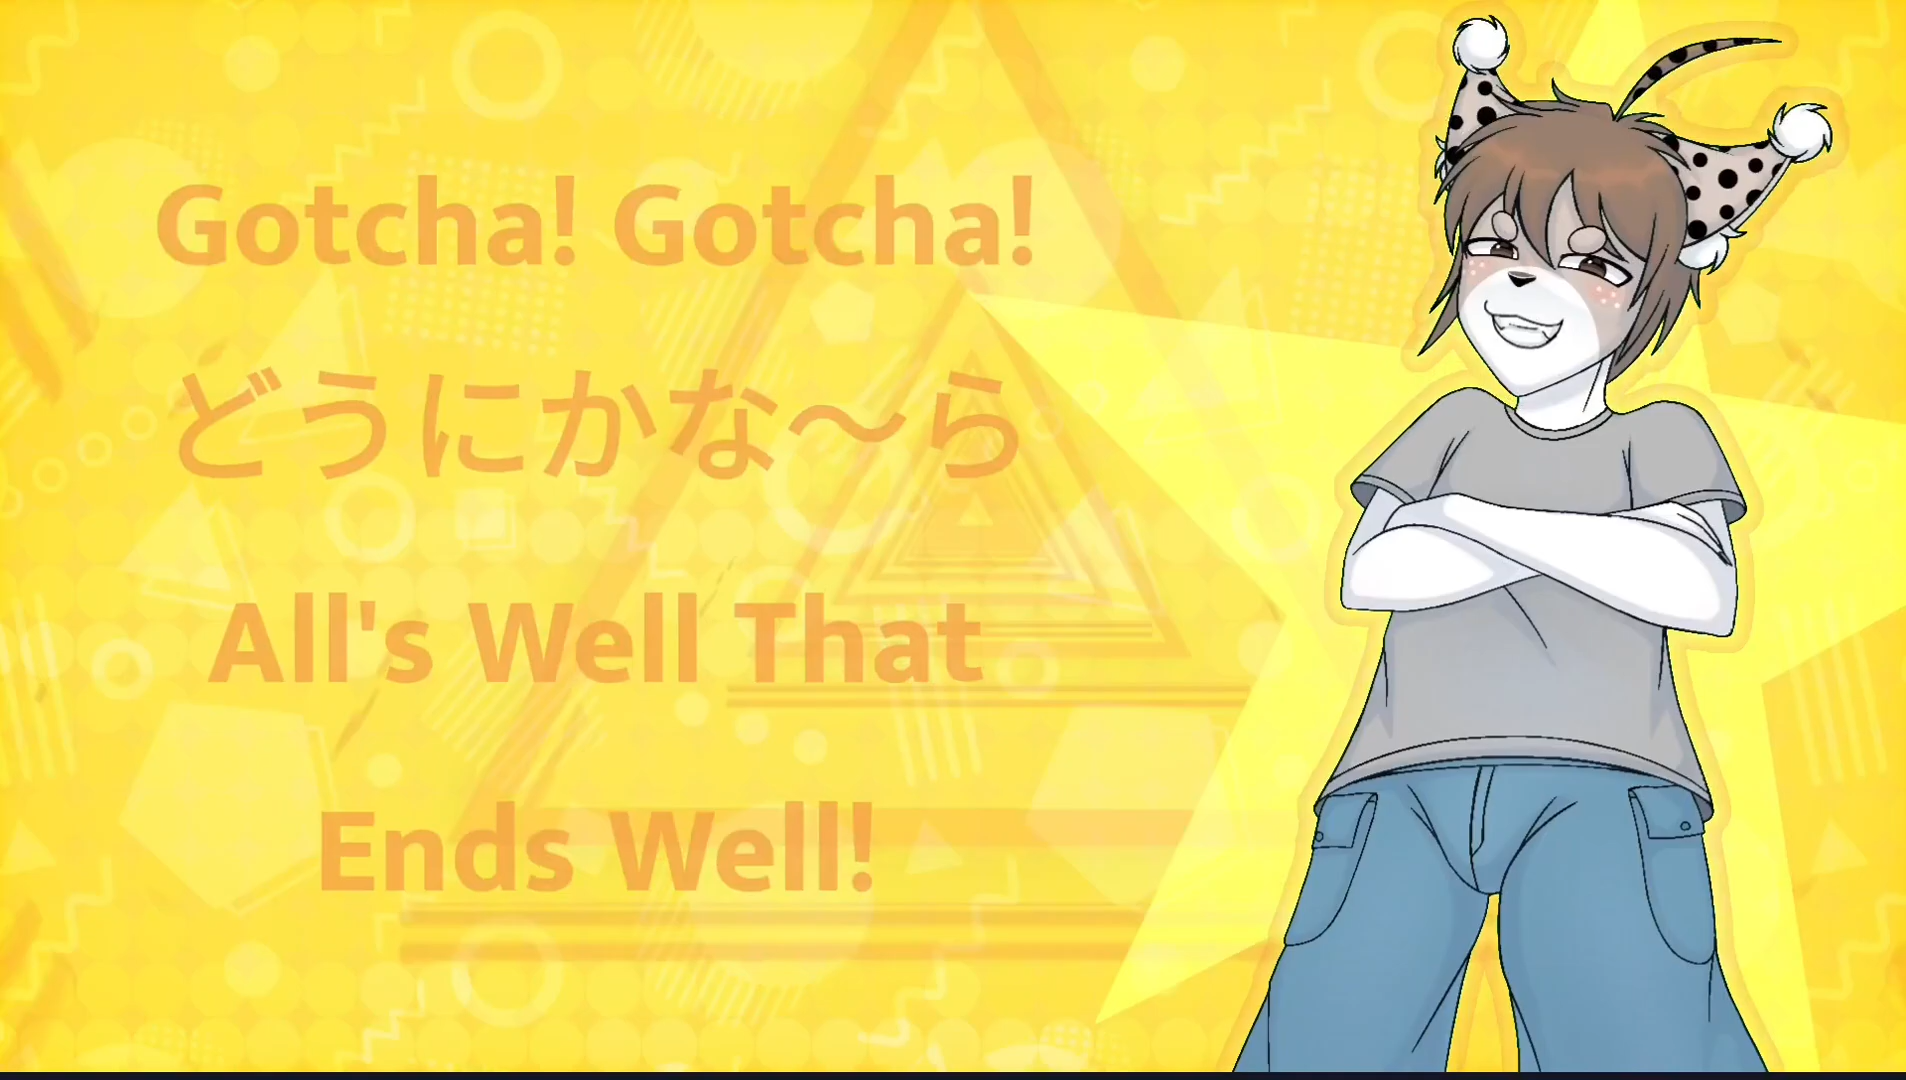 Gotcha! Gotcha!
どうにかな〜ら
All's Well That
Ends Well!